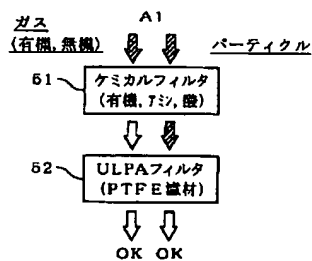 A1
ガス
(有機,無機)
パーティクル
51
ケミカルフィルタ
(有機,アミン,酸)
52
ULPAフィルタ
(PTFE濾材)
OK OK